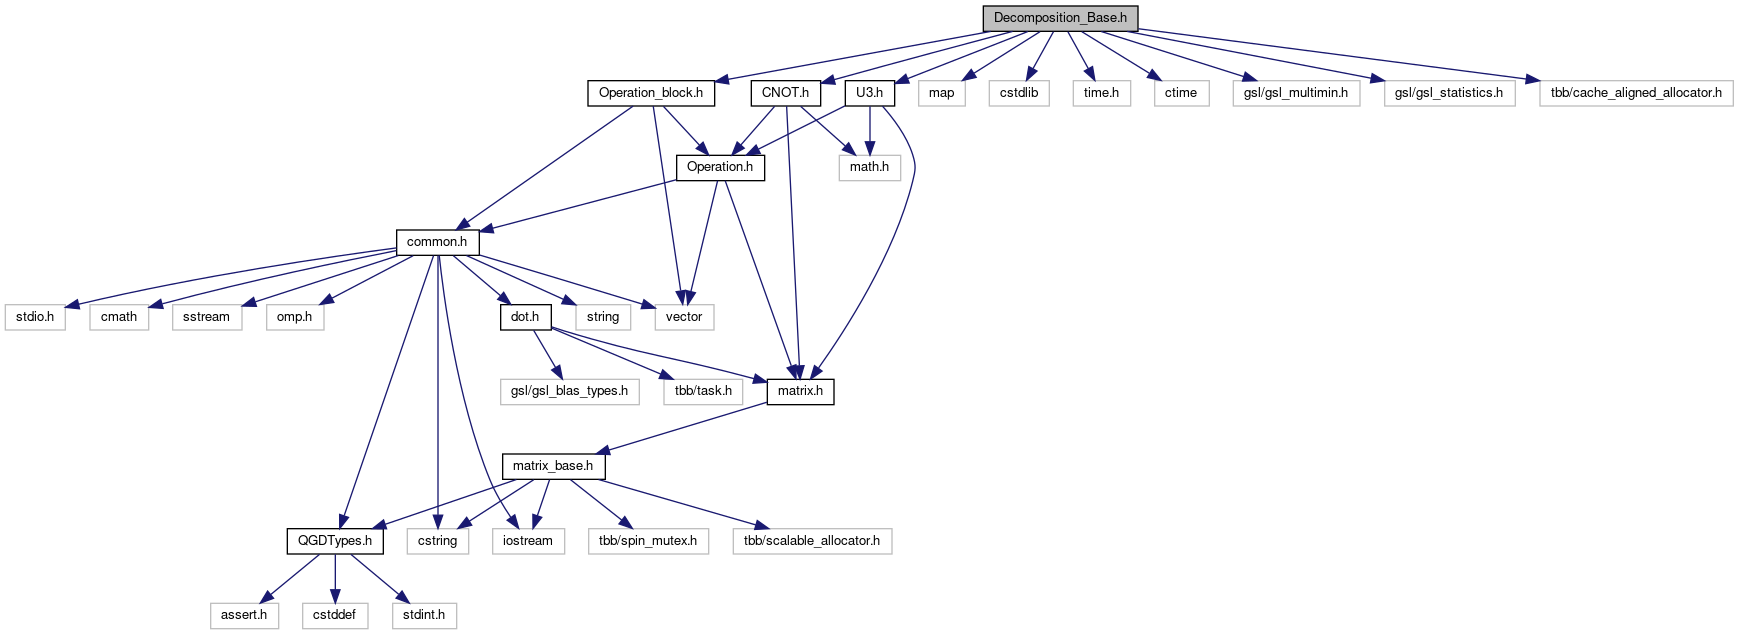 Decomposition_Base.h
Operation_block.h
CNOT.h
U3.h
map
cstdlib
time.h
ctime
gsl/gsl_multimin.h
gsl/gsl_statistics.h
tbb/cache_aligned_allocator.h
Operation.h
math.h
common.h
stdio.h
cmath
sstream
omp.h
dot.h
string
vector
gsl/gsl_blas_types.h
tbb/task.h
matrix.h
matrix_base.h
QGDTypes.h
cstring
iostream
tbb/spin_mutex.h
tbb/scalable_allocator.h
assert.h
cstddef
stdint.h